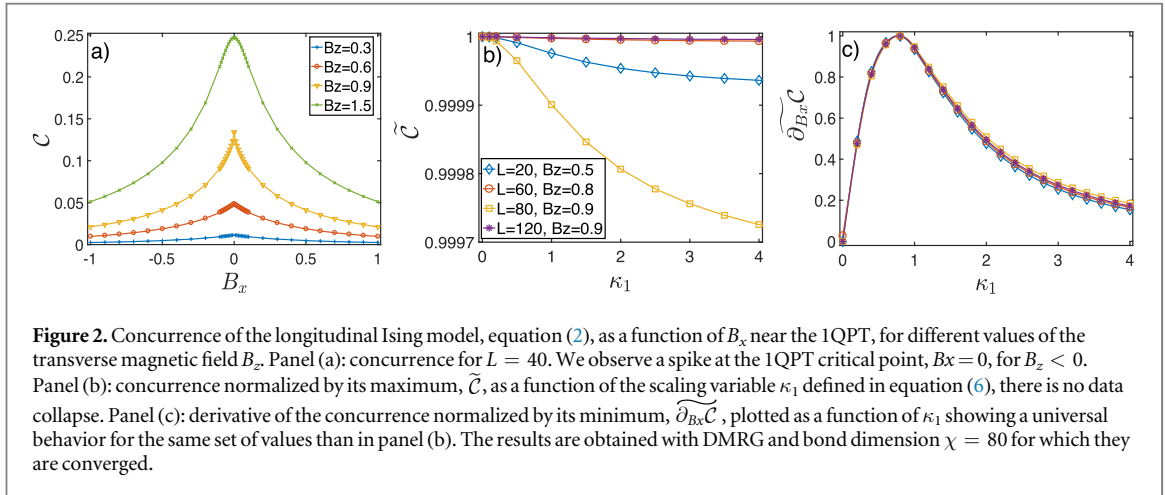 a)
Bz=0.3
Bz=0.6
Bz=0.9
Bz=1.5
0.25
0.2
0.15
0.1
0.05
0
C
-1 -0.5 0 0.5 1
B_x
b)
1
0.9999
0.9998
0.9997
C̃
L=20, Bz=0.5
L=60, Bz=0.8
L=80, Bz=0.9
L=120, Bz=0.9
0 1 2 3 4
κ₁
c)
1
0.8
0.6
0.4
0.2
0
∂͠_{Bx}C
0 1 2 3 4
κ₁
Figure 2. Concurrence of the longitudinal Ising model, equation (2), as a function of B_x near the 1QPT, for different values of the
transverse magnetic field B_z. Panel (a): concurrence for L = 40. We observe a spike at the 1QPT critical point, Bx = 0, for B_z < 0.
Panel (b): concurrence normalized by its maximum, C̃, as a function of the scaling variable κ₁ defined in equation (6), there is no data
collapse. Panel (c): derivative of the concurrence normalized by its minimum, ∂͠_{Bx}C, plotted as a function of κ₁ showing a universal
behavior for the same set of values than in panel (b). The results are obtained with DMRG and bond dimension χ = 80 for which they
are converged.